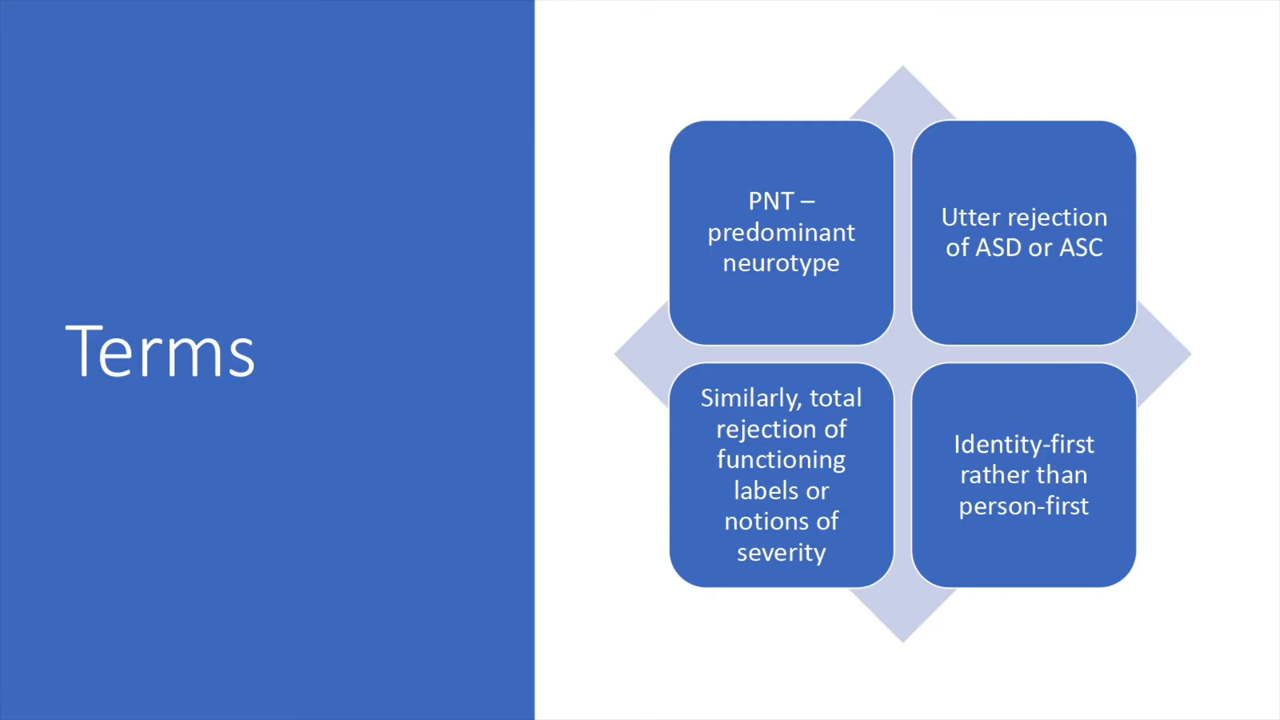 Terms
PNT –
predominant
neurotype
Utter rejection
of ASD or ASC
Similarly, total
rejection of
functioning
labels or
notions of
severity
Identity-first
rather than
person-first